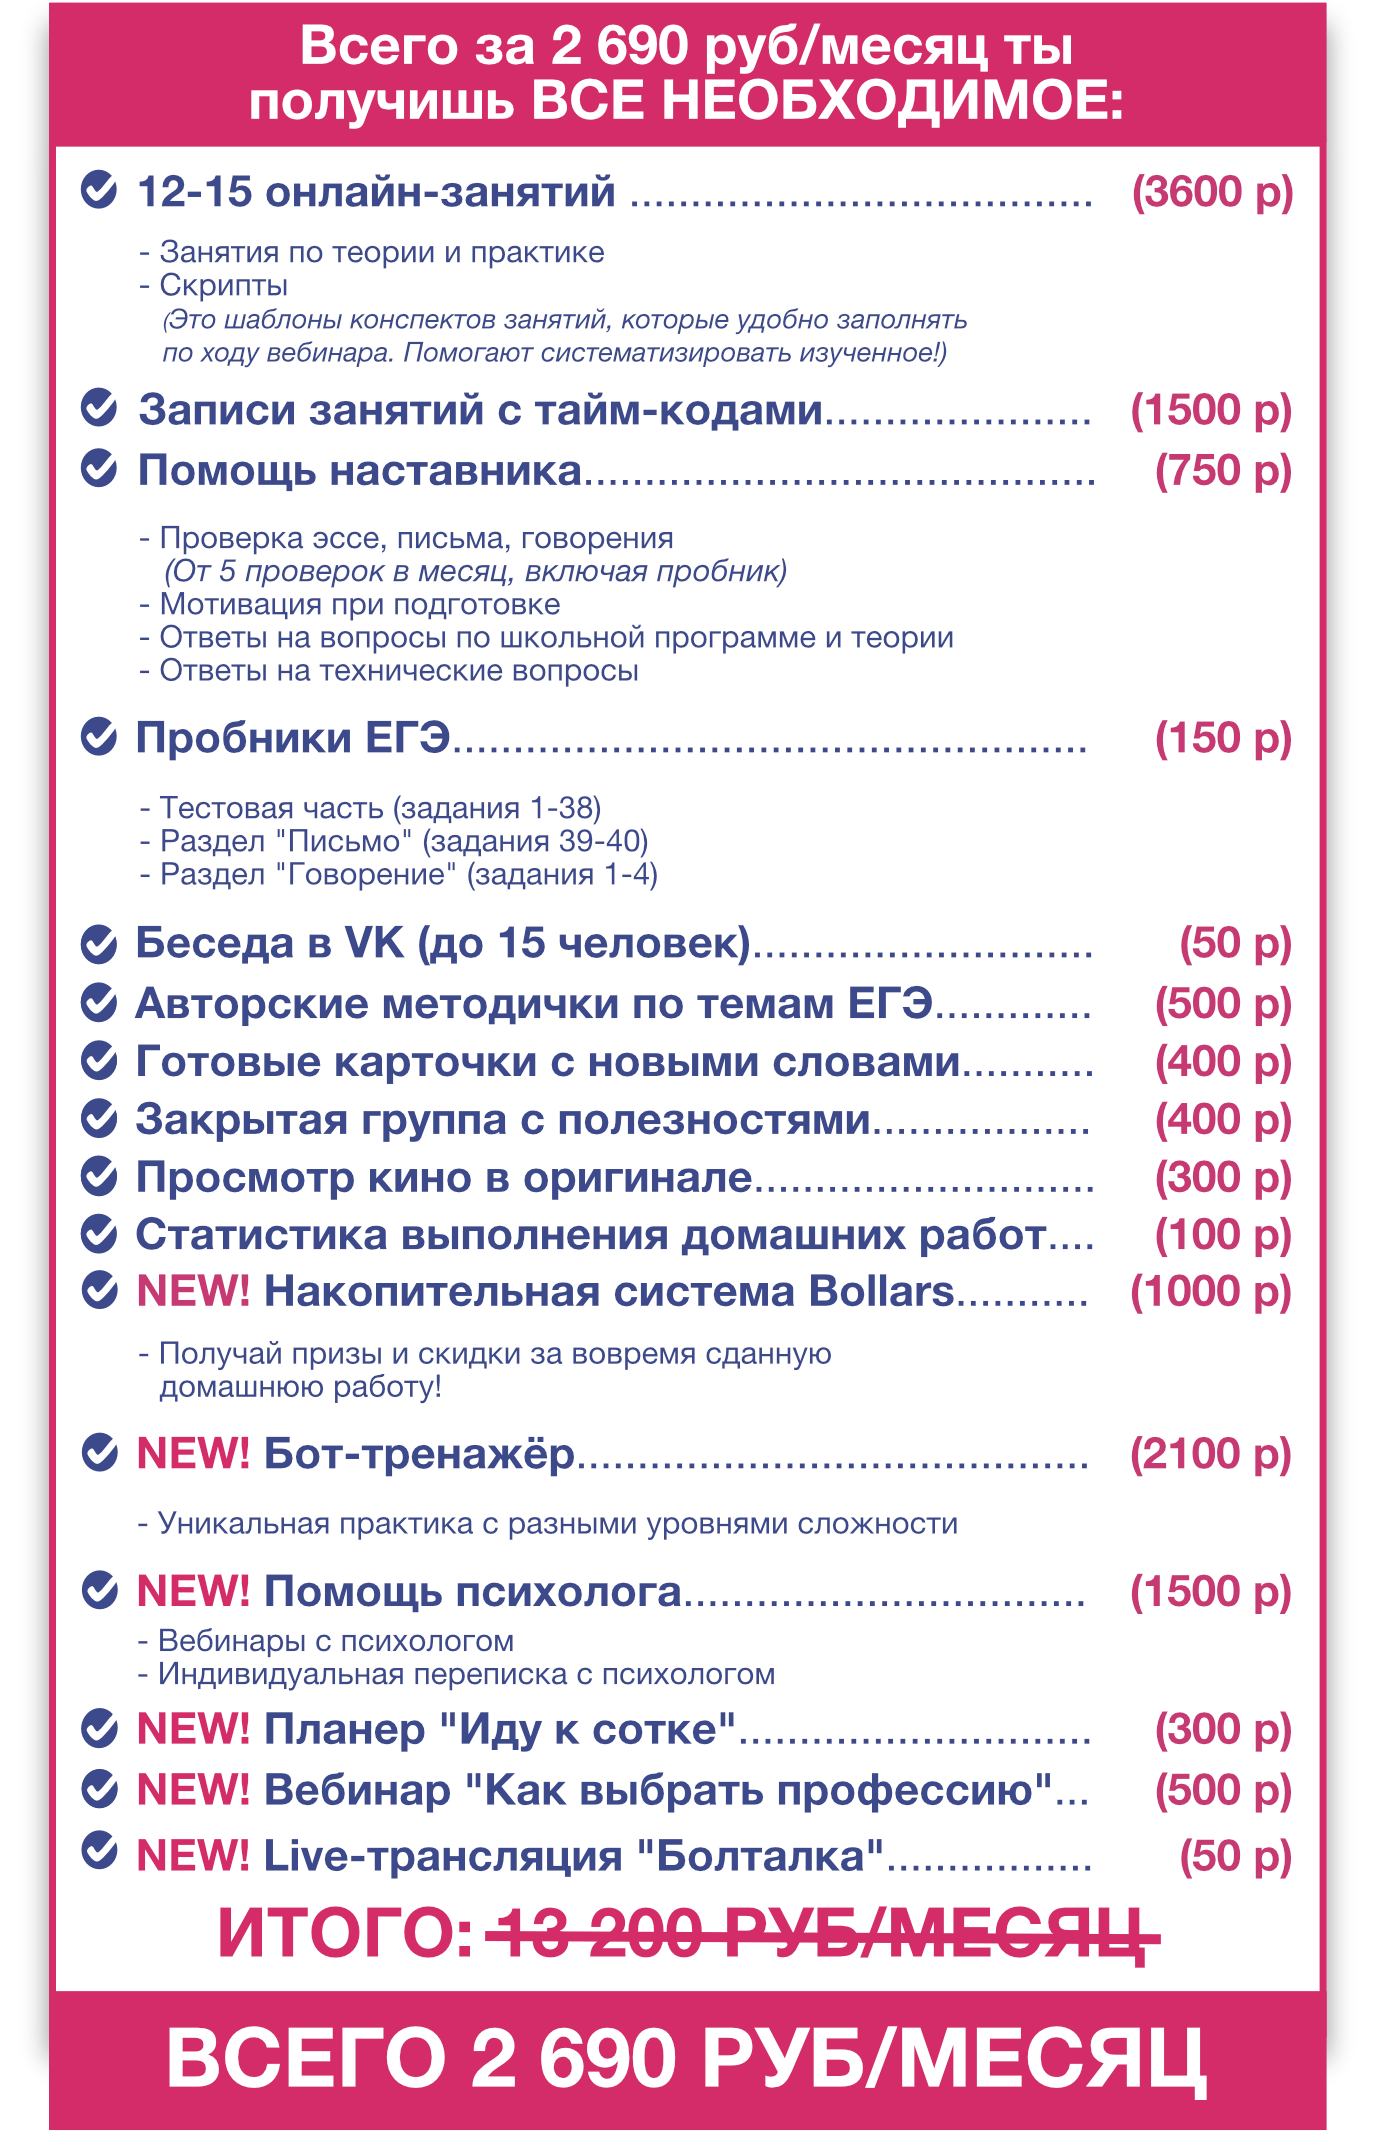 Всего за 2 690 руб/месяц ты
получишь ВСЕ НЕОБХОДИМОЕ:
12-15 онлайн-занятий ...................................... (3600 р)
- Занятия по теории и практике
- Скрипты
(Это шаблоны конспектов занятий, которые удобно заполнять
по ходу вебинара. Помогают систематизировать изученное!)
Записи занятий с тайм-кодами...................... (1500 р)
Помощь наставника.......................................... (750 р)
- Проверка эссе, письма, говорения
(От 5 проверок в месяц, включая пробник)
- Мотивация при подготовке
- Ответы на вопросы по школьной программе и теории
- Ответы на технические вопросы
Пробники ЕГЭ.................................................... (150 р)
- Тестовая часть (задания 1-38)
- Раздел "Письмо" (задания 39-40)
- Раздел "Говорение" (задания 1-4)
Беседа в VK (до 15 человек)............................ (50 р)
Авторские методички по темам ЕГЭ............. (500 р)
Готовые карточки с новыми словами........... (400 р)
Закрытая группа с полезностями.................. (400 р)
Просмотр кино в оригинале............................ (300 р)
Статистика выполнения домашних работ.... (100 р)
NEW! Накопительная система Bollars........... (1000 р)
- Получай призы и скидки за вовремя сданную
домашнюю работу!
NEW! Бот-тренажёр.......................................... (2100 р)
- Уникальная практика с разными уровнями сложности
NEW! Помощь психолога................................. (1500 р)
- Вебинары с психологом
- Индивидуальная переписка с психологом
NEW! Планер "Иду к сотке"............................. (300 р)
NEW! Вебинар "Как выбрать профессию"... (500 р)
NEW! Live-трансляция "Болталка"................. (50 р)
ИТОГО: 13 200 РУБ/МЕСЯЦ
ВСЕГО 2 690 РУБ/МЕСЯЦ